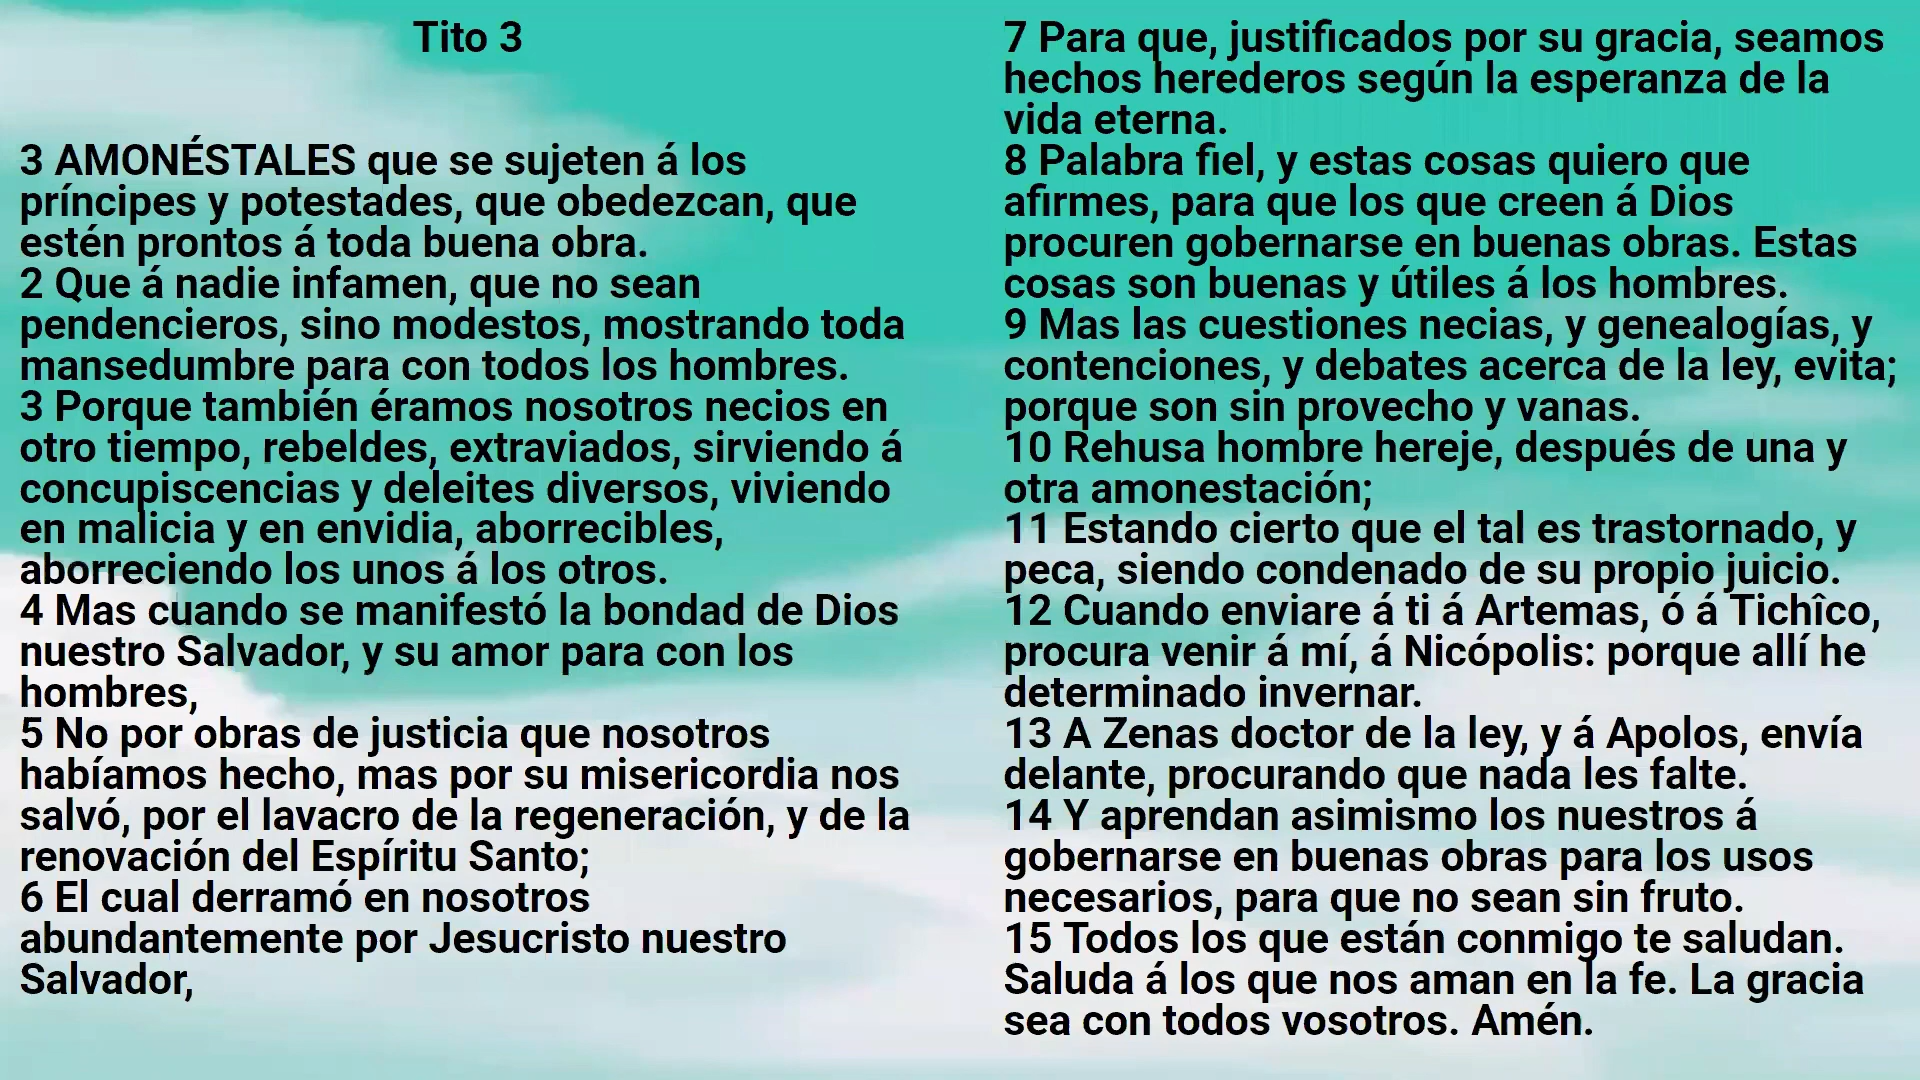 Tito 3
3 AMONÉSTALES que se sujeten á los
príncipes y potestades, que obedezcan, que
estén prontos á toda buena obra.
2 Que á nadie infamen, que no sean
pendencieros, sino modestos, mostrando toda
mansedumbre para con todos los hombres.
3 Porque también éramos nosotros necios en
otro tiempo, rebeldes, extraviados, sirviendo á
concupiscencias y deleites diversos, viviendo
en malicia y en envidia, aborrecibles,
aborreciendo los unos á los otros.
4 Mas cuando se manifestó la bondad de Dios
nuestro Salvador, y su amor para con los
hombres,
5 No por obras de justicia que nosotros
habíamos hecho, mas por su misericordia nos
salvó, por el lavacro de la regeneración, y de la
renovación del Espíritu Santo;
6 El cual derramó en nosotros
abundantemente por Jesucristo nuestro
Salvador,
7 Para que, justificados por su gracia, seamos
hechos herederos según la esperanza de la
vida eterna.
8 Palabra fiel, y estas cosas quiero que
afirmes, para que los que creen á Dios
procuren gobernarse en buenas obras. Estas
cosas son buenas y útiles á los hombres.
9 Mas las cuestiones necias, y genealogías, y
contenciones, y debates acerca de la ley, evita;
porque son sin provecho y vanas.
10 Rehusa hombre hereje, después de una y
otra amonestación;
11 Estando cierto que el tal es trastornado, y
peca, siendo condenado de su propio juicio.
12 Cuando enviare á ti á Artemas, ó á Tichîco,
procura venir á mí, á Nicópolis: porque allí he
determinado invernar.
13 A Zenas doctor de la ley, y á Apolos, envía
delante, procurando que nada les falte.
14 Y aprendan asimismo los nuestros á
gobernarse en buenas obras para los usos
necesarios, para que no sean sin fruto.
15 Todos los que están conmigo te saludan.
Saluda á los que nos aman en la fe. La gracia
sea con todos vosotros. Amén.